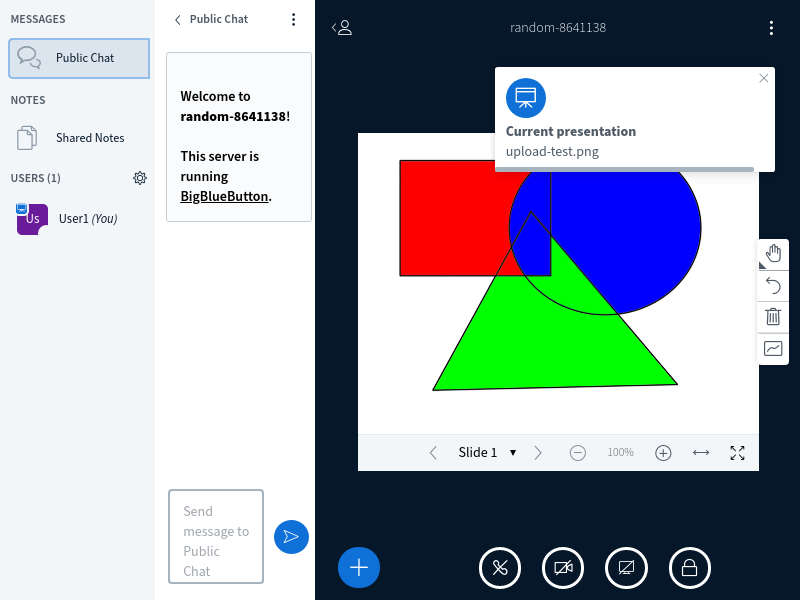 MESSAGES
Public Chat
NOTES
Shared Notes
USERS (1)
Us
User1 (You)
Public Chat
Welcome to
random-8641138!
This server is
running
BigBlueButton.
Send
message to
Public
Chat
random-8641138
Current presentation
upload-test.png
Slide 1
100%